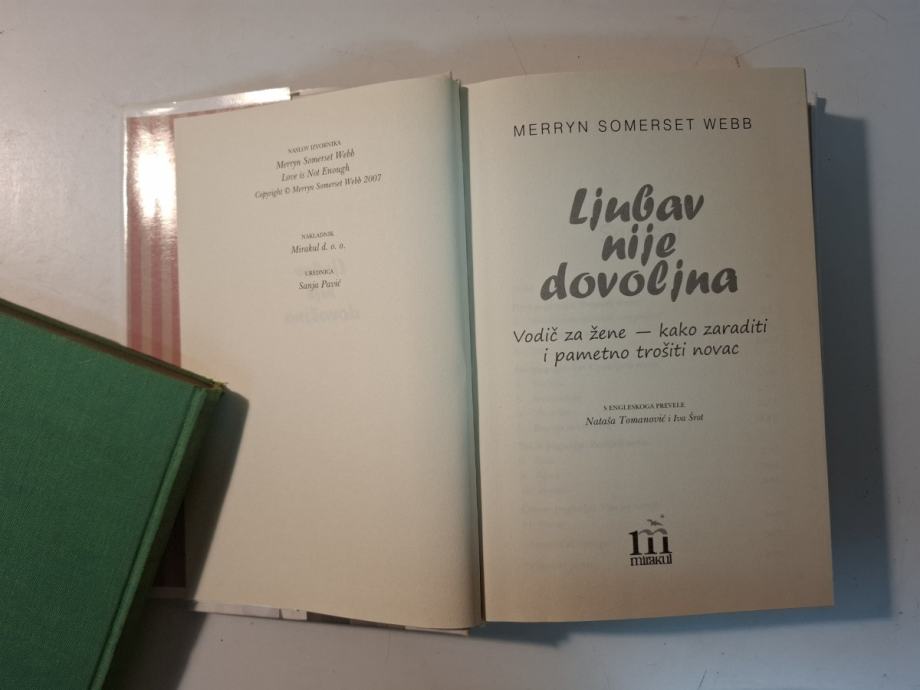 NASLOV IZVORNIKA
Merryn Somerset Webb
Love is Not Enough
Copyright © Merryn Somerset Webb 2007
NAKLADNIK
Mirakul d. o. o.
UREDNICA
Sanja Pavić
MERRYN SOMERSET WEBB
Ljubav
nije
dovoljna
Vodič za žene — kako zaraditi
i pametno trošiti novac
S ENGLESKOGA PREVELE
Nataša Tomanović i Iva Šrot
mirakul